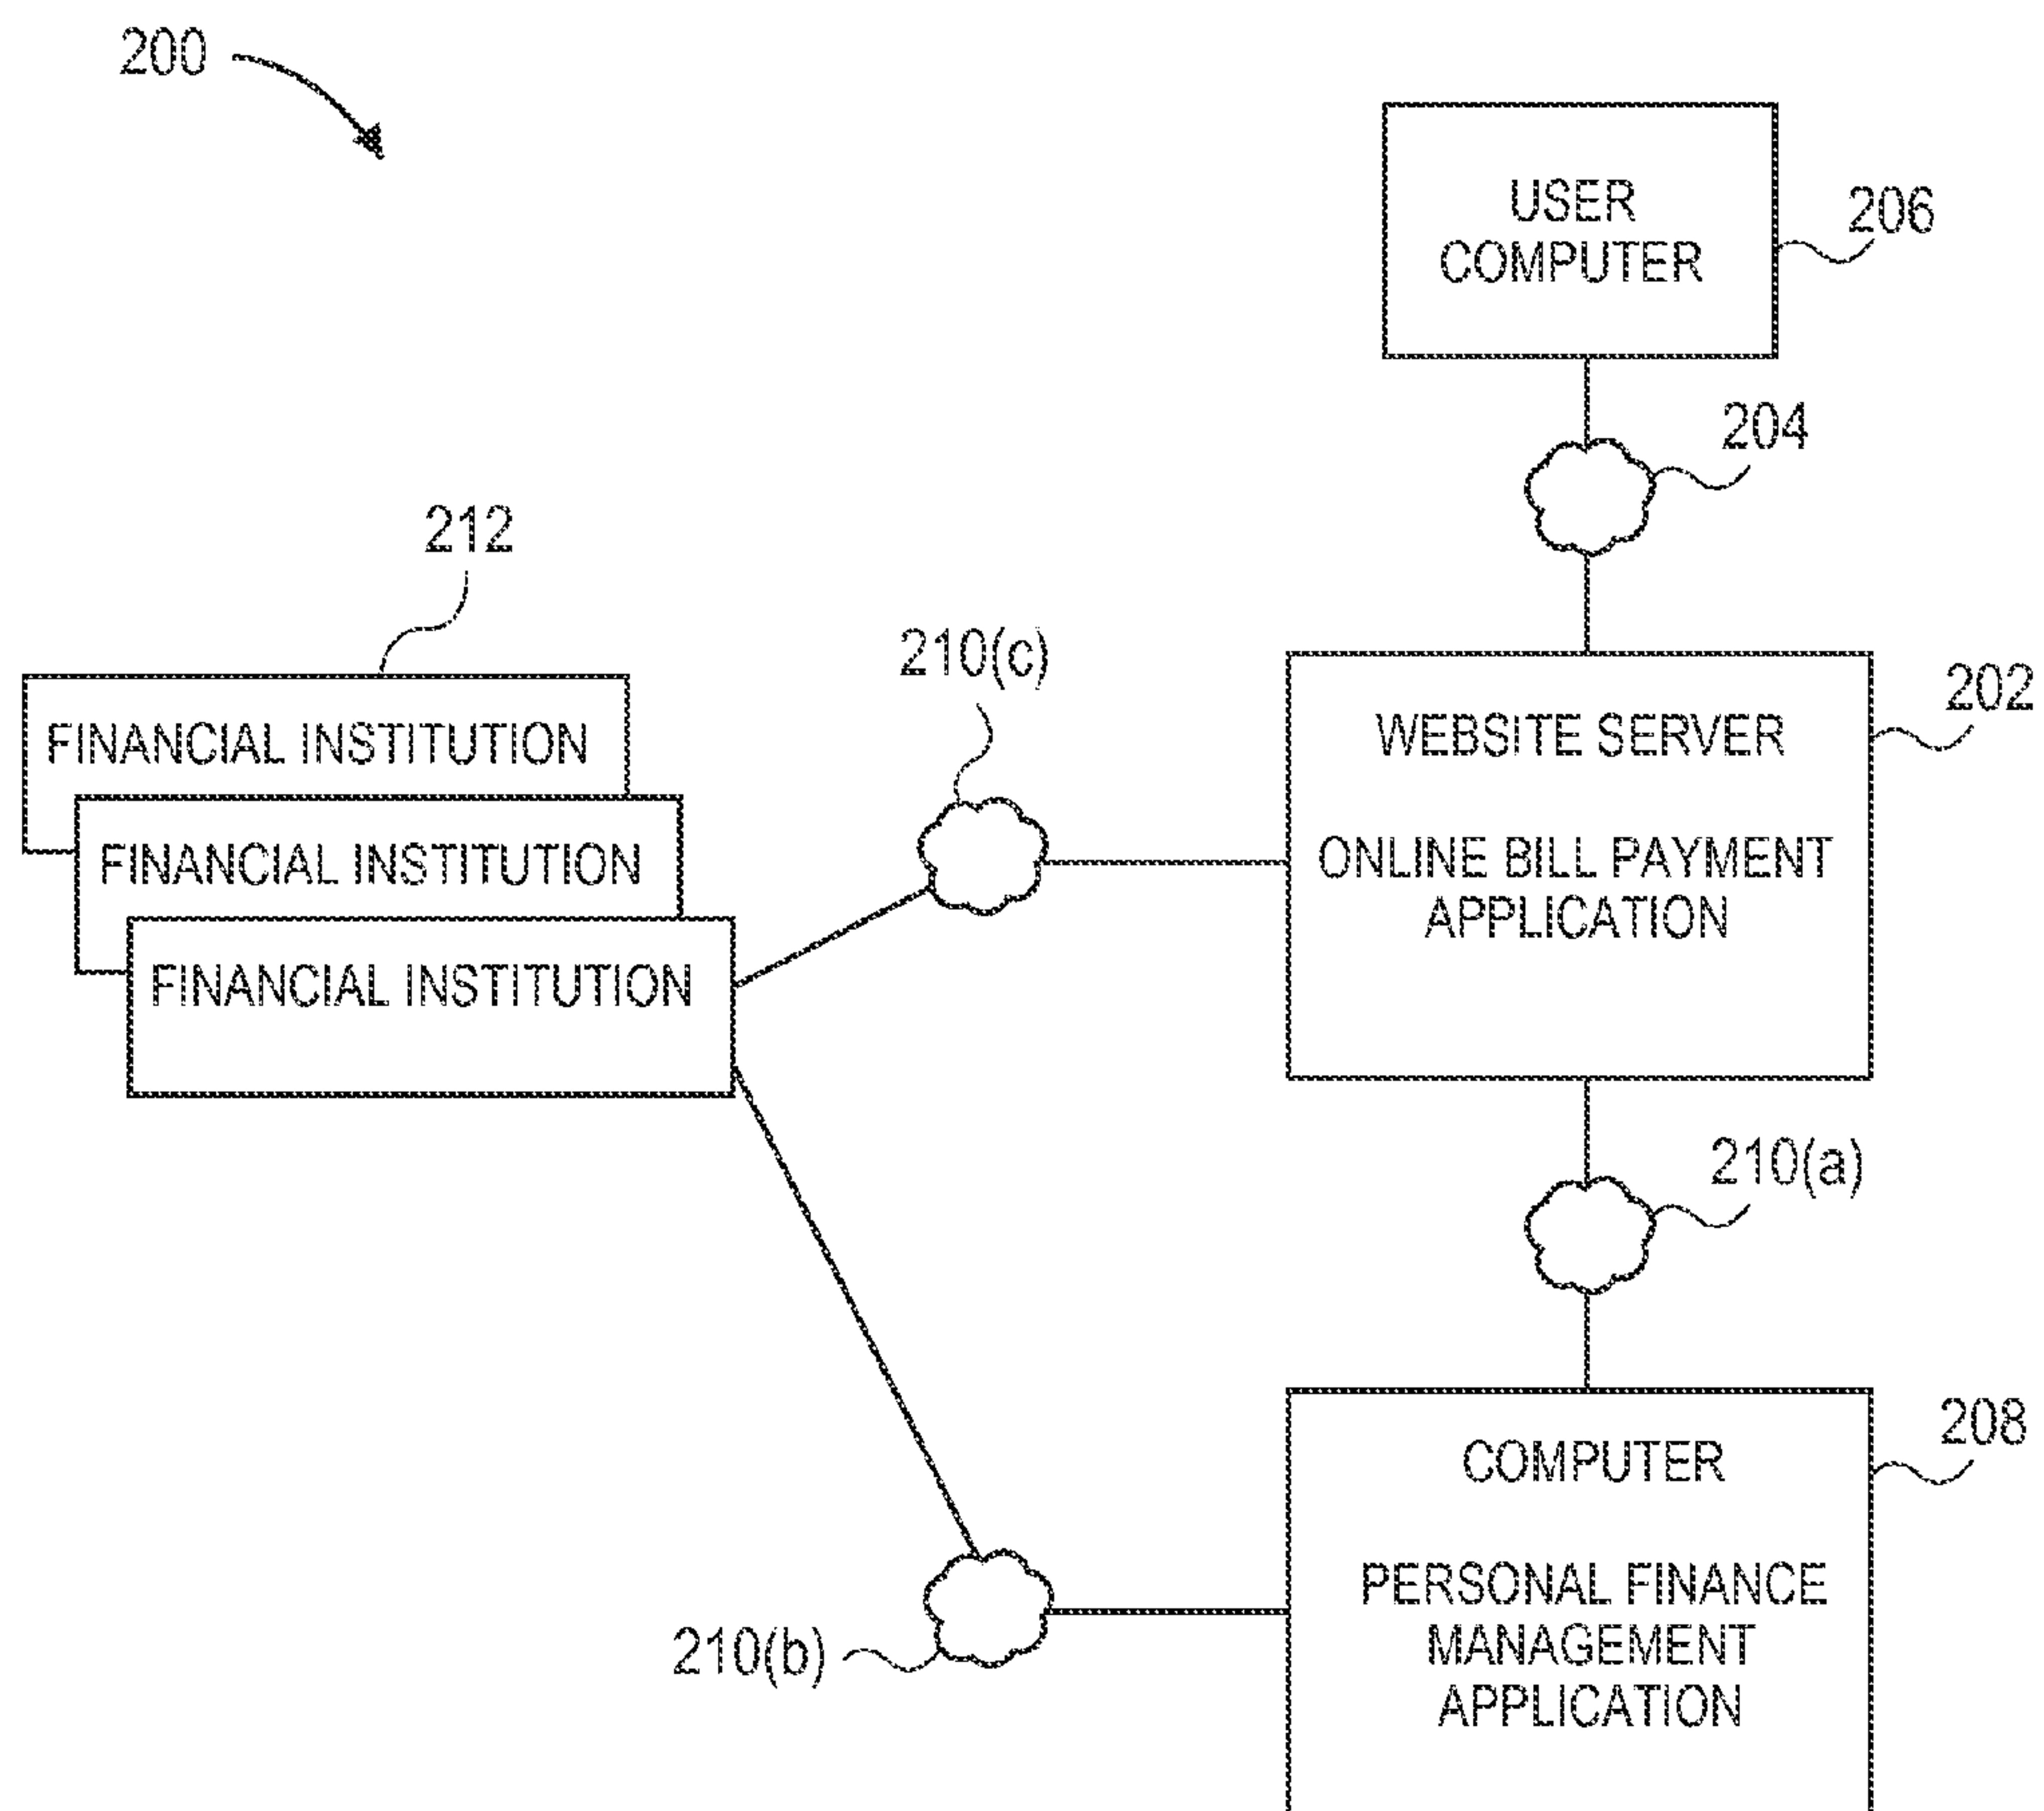 200
USER
COMPUTER
206
204
212
210(c)
202
FINANCIAL INSTITUTION
FINANCIAL INSTITUTION
FINANCIAL INSTITUTION
WEBSITE SERVER
ONLINE BILL PAYMENT
APPLICATION
210(a)
208
COMPUTER
PERSONAL FINANCE
MANAGEMENT
APPLICATION
210(b)